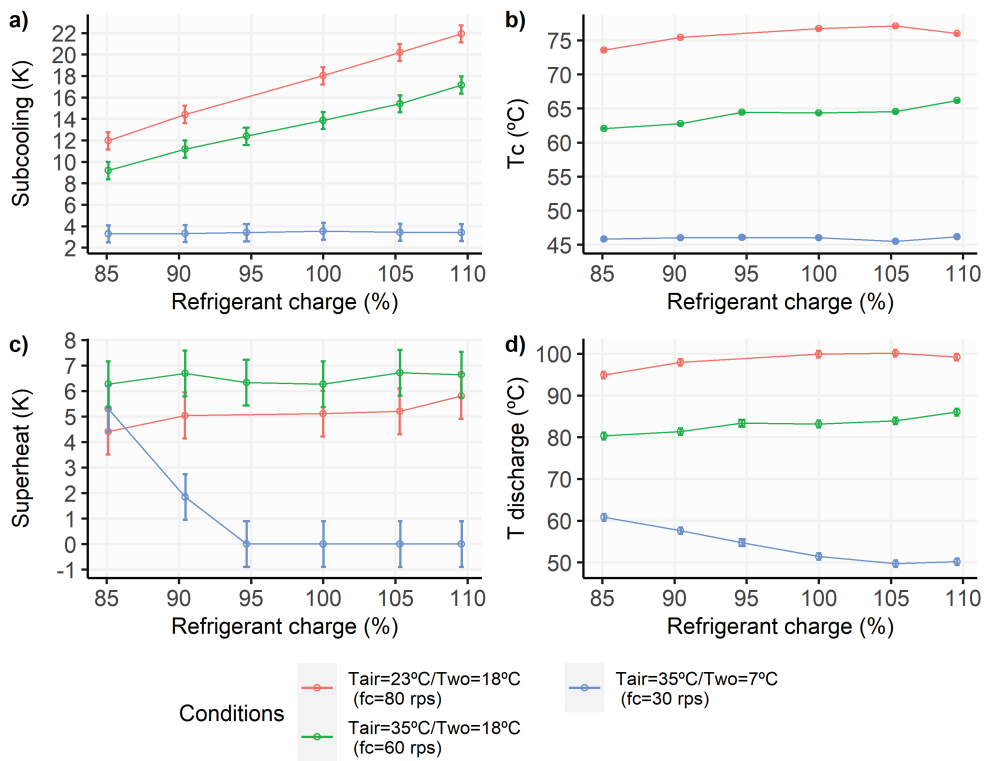 a)
Subcooling (K)
22
20
18
16
14
12
10
8
6
4
2
85 90 95 100 105 110
Refrigerant charge (%)
b)
Tc (ºC)
75
70
65
60
55
50
45
85 90 95 100 105 110
Refrigerant charge (%)
c)
Superheat (K)
8
7
6
5
4
3
2
1
0
-1
85 90 95 100 105 110
Refrigerant charge (%)
d)
T discharge (ºC)
100
90
80
70
60
50
85 90 95 100 105 110
Refrigerant charge (%)
Conditions
Tair=23ºC/Two=18ºC
(fc=80 rps)
Tair=35ºC/Two=18ºC
(fc=60 rps)
Tair=35ºC/Two=7ºC
(fc=30 rps)